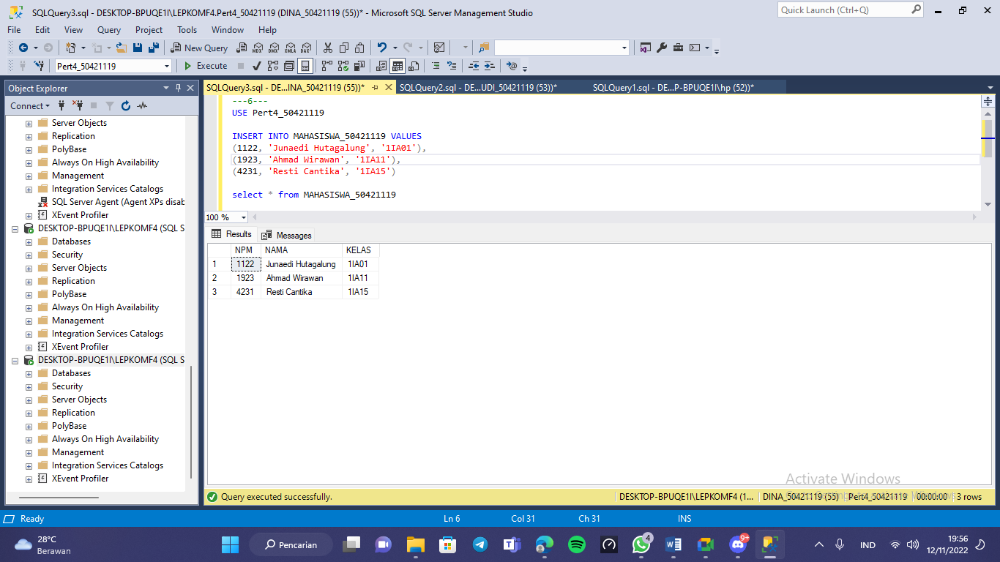 SQLQuery3.sql - DESKTOP-BPUQE1I\LEPKOMF4.Pert4_50421119 (DINA_50421119 (55))* - Microsoft SQL Server Management Studio
Quick Launch (Ctrl+Q)
File Edit View Query Project Tools Window Help
New Query MDX DMX XMLA DAX
Pert4_50421119 Execute
Object Explorer
Connect
Server Objects
Replication
PolyBase
Always On High Availability
Management
Integration Services Catalogs
SQL Server Agent (Agent XPs disab
XEvent Profiler
DESKTOP-BPUQE1I\LEPKOMF4 (SQL S
Databases
Security
Server Objects
Replication
PolyBase
Always On High Availability
Management
Integration Services Catalogs
XEvent Profiler
DESKTOP-BPUQE1I\LEPKOMF4 (SQL S
Databases
Security
Server Objects
Replication
PolyBase
Always On High Availability
Management
Integration Services Catalogs
XEvent Profiler
SQLQuery3.sql - DE...INA_50421119 (55))* SQLQuery2.sql - DE...UDI_50421119 (53))* SQLQuery1.sql - DE...P-BPUQE1I\hp (52))*
---6---
USE Pert4_50421119
INSERT INTO MAHASISWA_50421119 VALUES
(1122, 'Junaedi Hutagalung', '1IA01'),
(1923, 'Ahmad Wirawan', '1IA11'),
(4231, 'Resti Cantika', '1IA15')
select * from MAHASISWA_50421119
100 %
Results Messages
NPM NAMA KELAS
1 1122 Junaedi Hutagalung 1IA01
2 1923 Ahmad Wirawan 1IA11
3 4231 Resti Cantika 1IA15
Activate Windows
Query executed successfully. DESKTOP-BPUQE1I\LEPKOMF4 (1... DINA_50421119 (55) Pert4_50421119 00:00:00 3 rows
Ready Ln 6 Col 31 Ch 31 INS
28°C
Berawan
Pencarian
4
9+
IND
19:56
12/11/2022